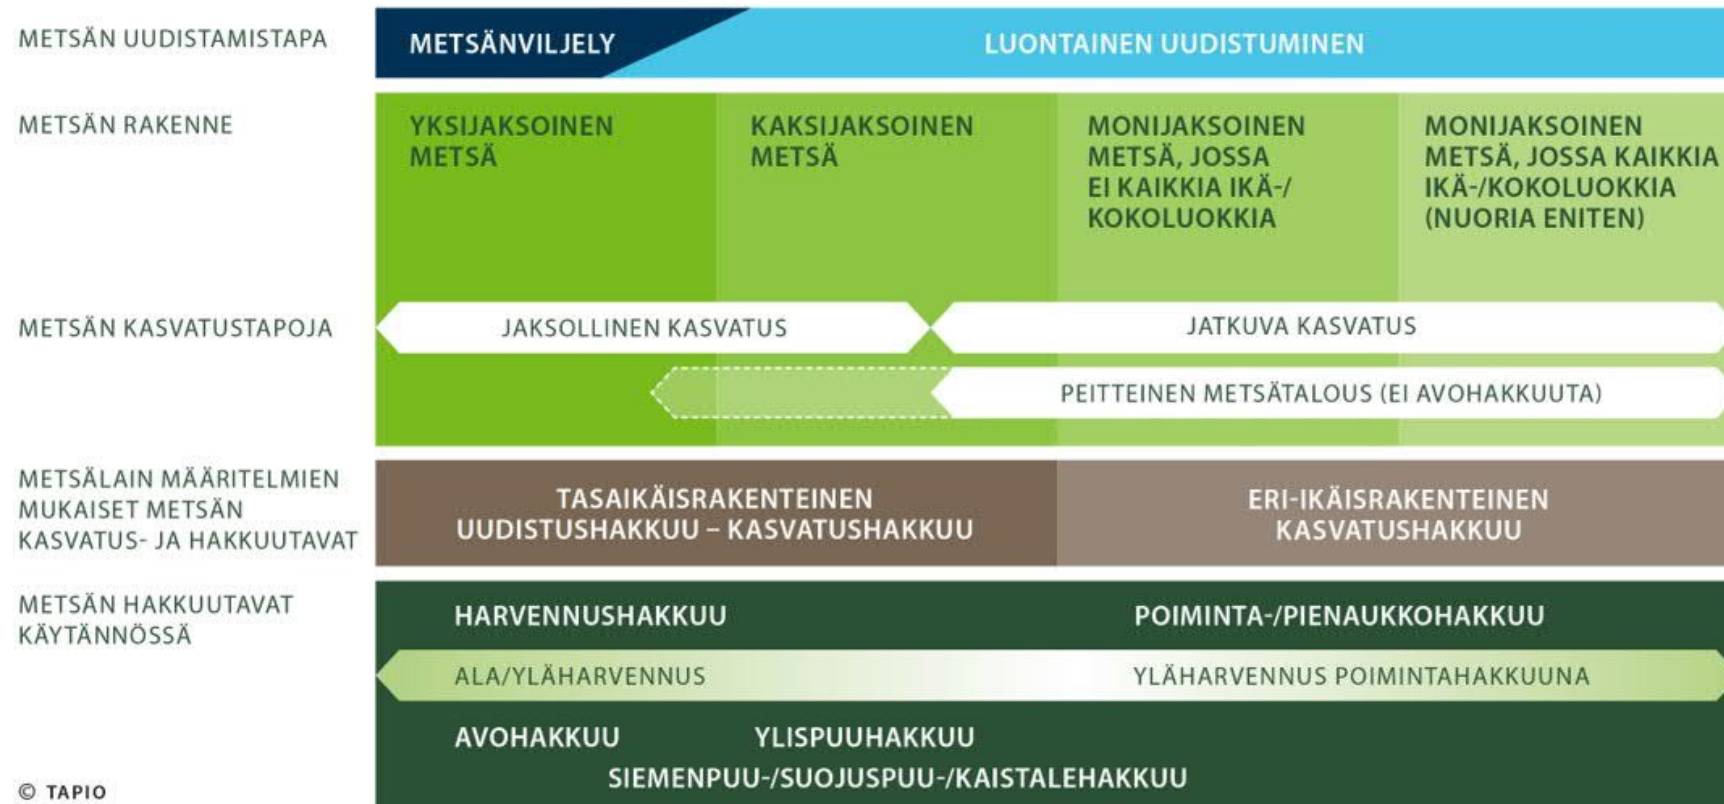 METSÄN UUDISTAMISTAPA
METSÄNVILJELY
LUONTAINEN UUDISTUMINEN
METSÄN RAKENNE
YKSIJAKSOINEN
METSÄ
KAKSIJAKSOINEN
METSÄ
MONIJAKSOINEN
METSÄ, JOSSA
EI KAIKKIA IKÄ-/
KOKOLUOKKIA
MONIJAKSOINEN
METSÄ, JOSSA KAIKKIA
IKÄ-/KOKOLUOKKIA
(NUORIA ENITEN)
METSÄN KASVATUSTAPOJA
JAKSOLLINEN KASVATUS
JATKUVA KASVATUS
PEITTEINEN METSÄTALOUS (EI AVOHAKKUUTA)
METSÄLAIN MÄÄRITELMIEN
MUKAISET METSÄN
KASVATUS- JA HAKKUUTAVAT
TASAIKÄISRAKENTEINEN
UUDISTUSHAKKUU – KASVATUSHAKKUU
ERI-IKÄISRAKENTEINEN
KASVATUSHAKKUU
METSÄN HAKKUUTAVAT
KÄYTÄNNÖSSÄ
HARVENNUSHAKKUU
POIMINTA-/PIENAUKKOHAKKUU
ALA/YLÄHARVENNUS
YLÄHARVENNUS POIMINTAHAKKUUNA
AVOHAKKUU
YLISPUUHAKKUU
SIEMENPUU-/SUOJUSPUU-/KAISTALEHAKKUU
© TAPIO